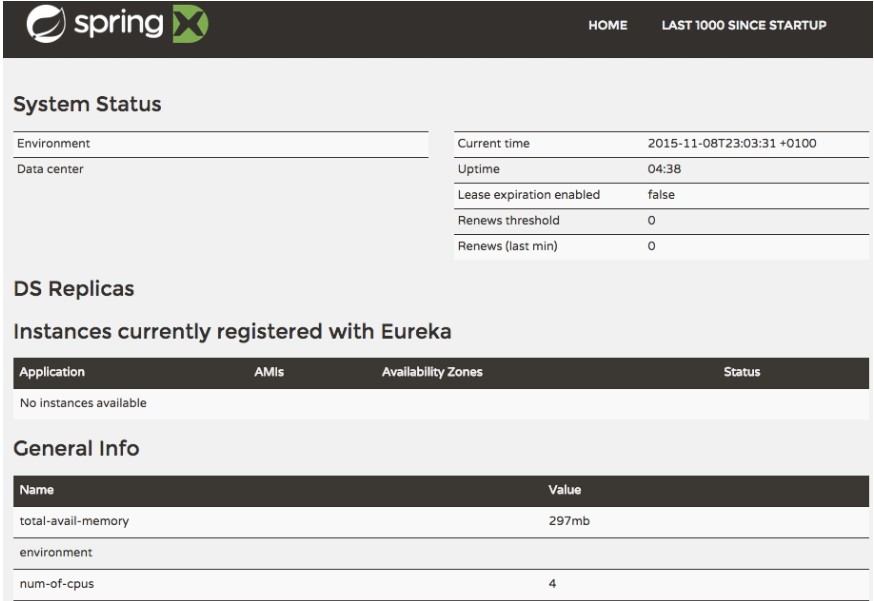 spring
HOME LAST 1000 SINCE STARTUP
System Status
Environment
Data center
Current time 2015-11-08T23:03:31 +0100
Uptime 04:38
Lease expiration enabled false
Renews threshold 0
Renews (last min) 0
DS Replicas
Instances currently registered with Eureka
Application AMIs Availability Zones Status
No instances available
General Info
Name Value
total-avail-memory 297mb
environment
num-of-cpus 4